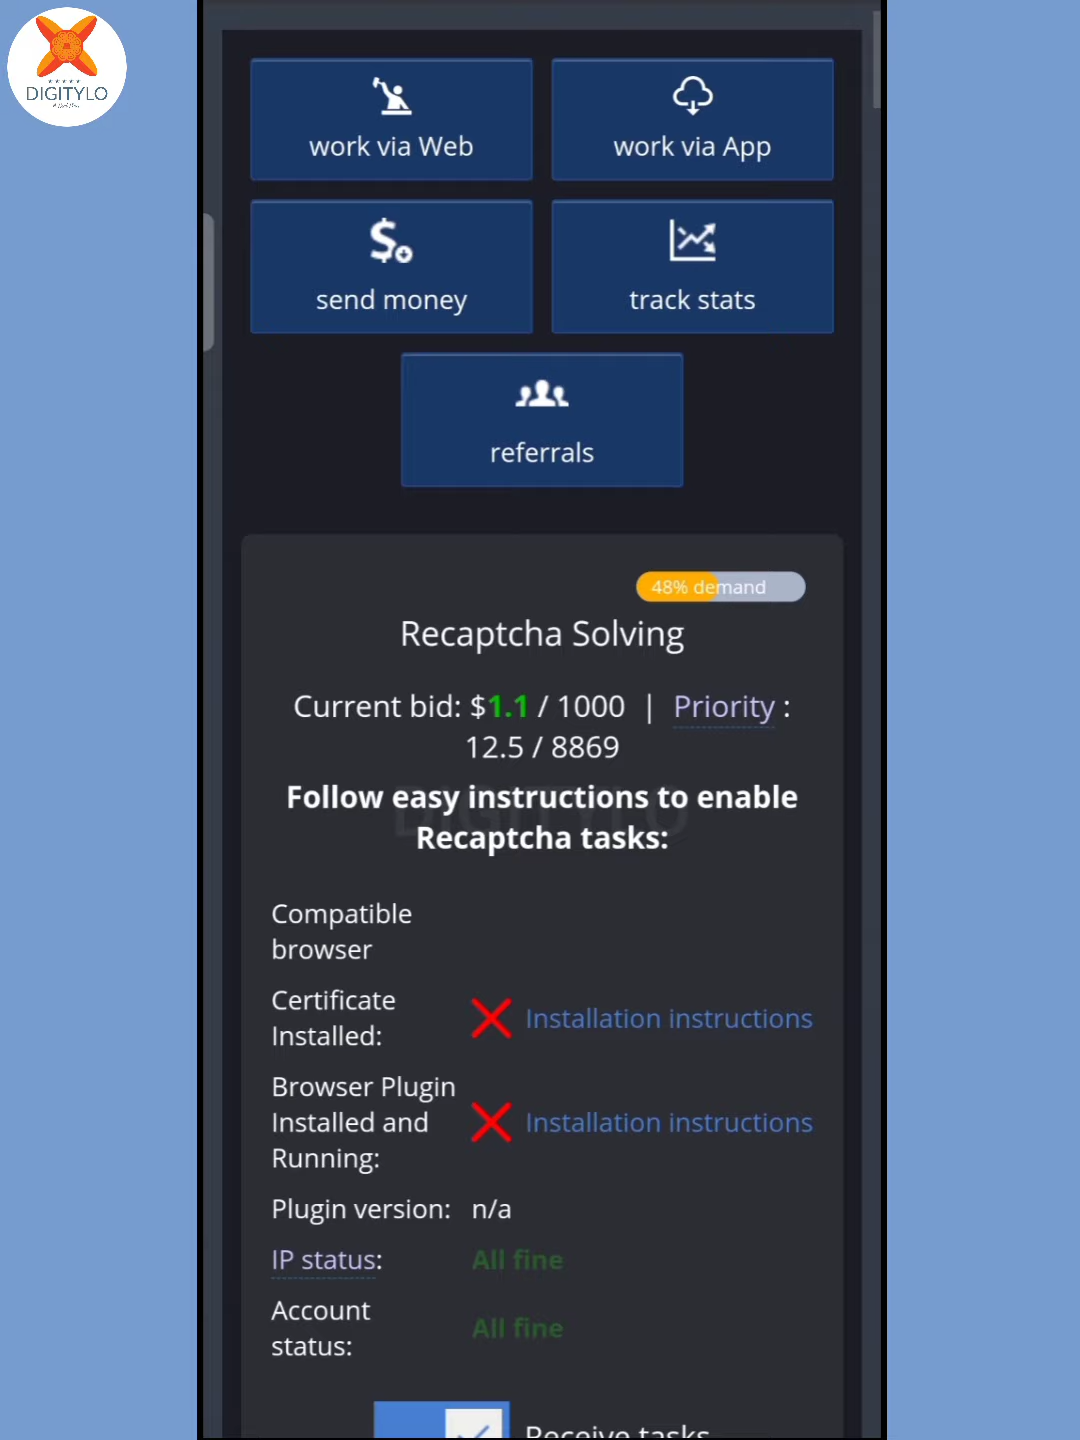 DIGITYLO
work via Web
work via App
send money
track stats
referrals
48% demand
Recaptcha Solving
Current bid: $1.1 / 1000 | Priority :
12.5 / 8869
Follow easy instructions to enable
Recaptcha tasks:
DIGITYLO
Compatible
browser
Certificate
Installed:
Installation instructions
Browser Plugin
Installed and
Running:
Installation instructions
Plugin version: n/a
IP status: All fine
Account
status:
All fine
Receive tasks